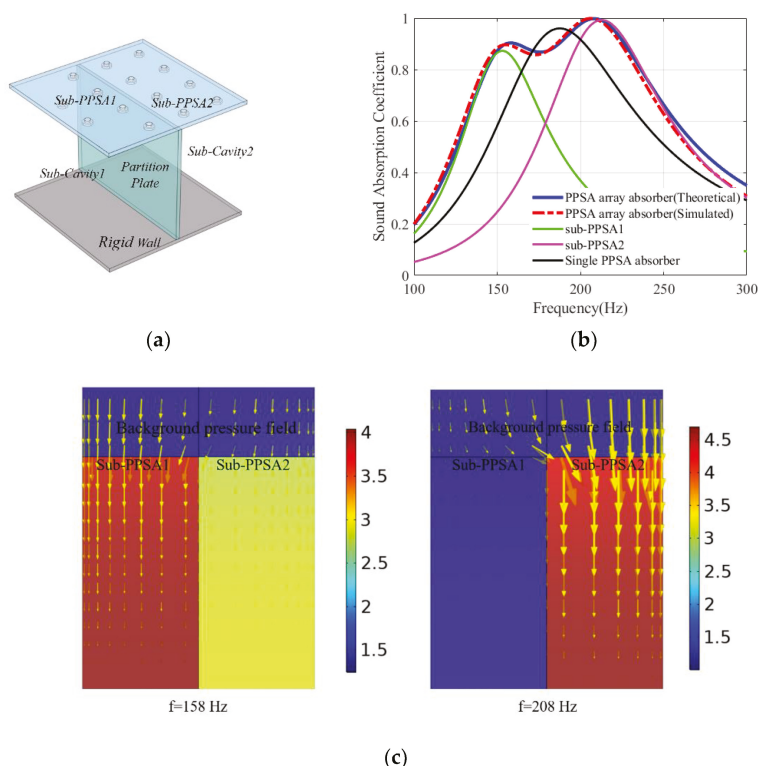 (a)
Sub-PPSA1
Sub-PPSA2
Sub-Cavity2
Sub-Cavity1
Partition
Plate
Rigid Wall
(b)
Sound Absorption Coefficient
1
0.8
0.6
0.4
0.2
0
PPSA array absorber(Theoretical)
PPSA array absorber(Simulated)
sub-PPSA1
sub-PPSA2
Single PPSA absorber
100
150
200
250
300
Frequency(Hz)
Background pressure field
Sub-PPSA1
Sub-PPSA2
4
3.5
3
2.5
2
1.5
f=158 Hz
Background pressure field
Sub-PPSA1
Sub-PPSA2
4.5
4
3.5
3
2.5
2
1.5
f=208 Hz
(c)